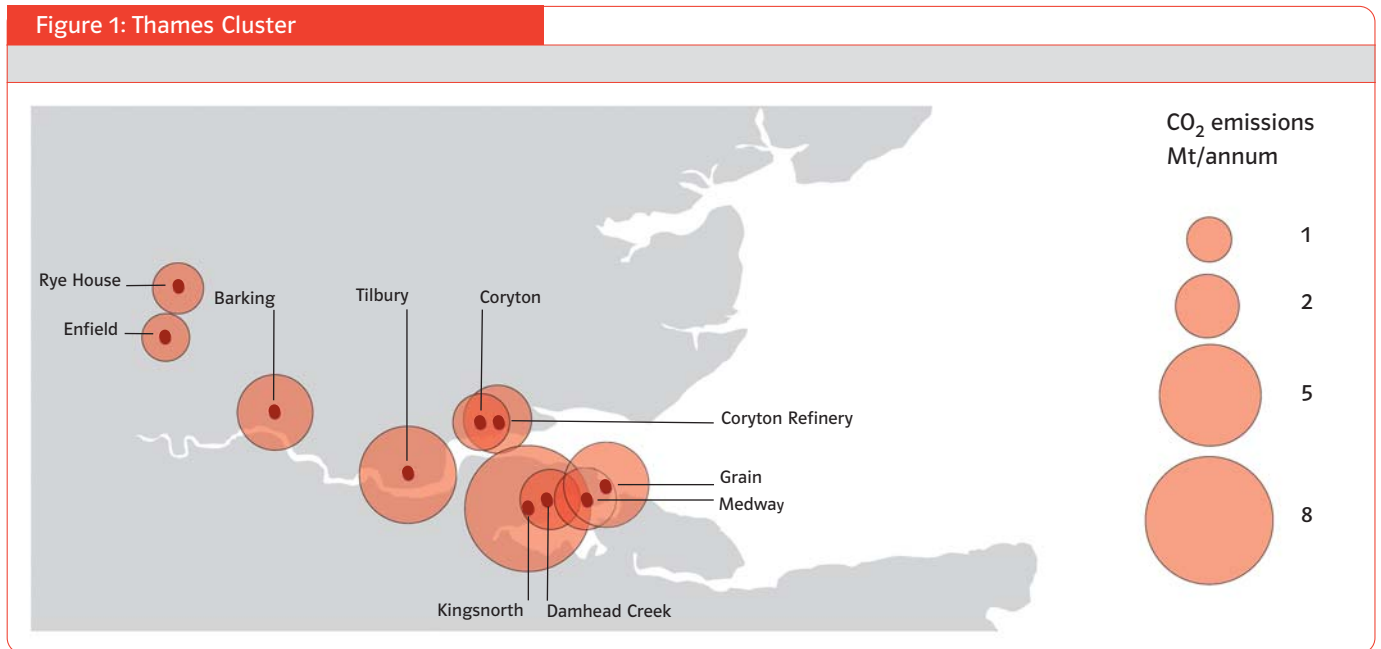 Figure 1: Thames Cluster
CO2 emissions
Mt/annum
1
2
5
8
Rye House
Enfield
Barking
Tilbury
Coryton
Coryton Refinery
Grain
Medway
Kingsnorth
Damhead Creek